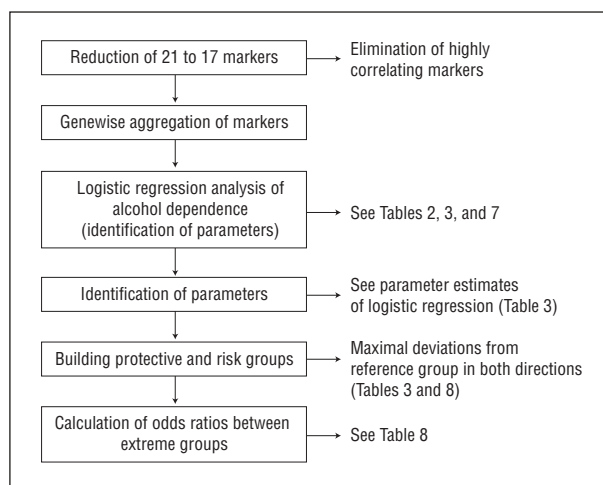 Reduction of 21 to 17 markers
Elimination of highly
correlating markers
Genewise aggregation of markers
Logistic regression analysis of
alcohol dependence
(identification of parameters)
See Tables 2, 3, and 7
Identification of parameters
See parameter estimates
of logistic regression (Table 3)
Building protective and risk groups
Maximal deviations from
reference group in both directions
(Tables 3 and 8)
Calculation of odds ratios between
extreme groups
See Table 8